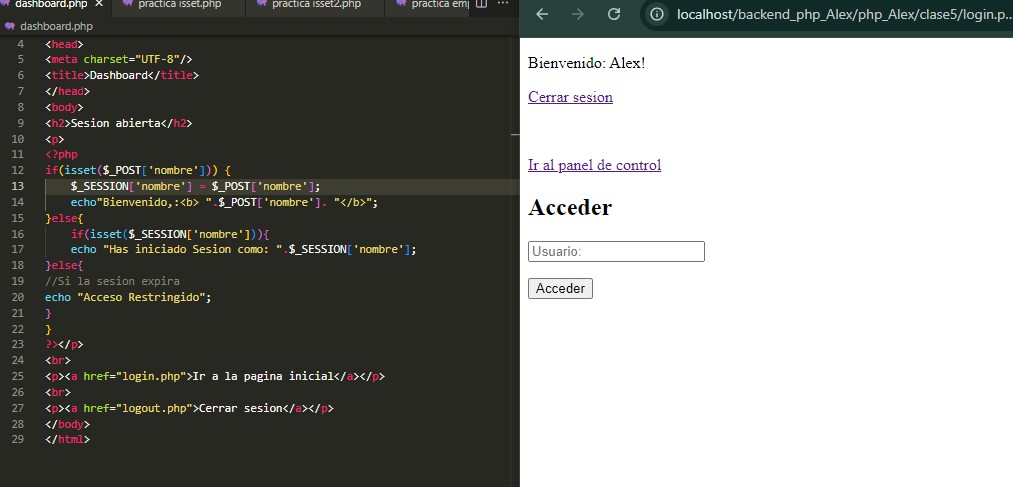 dashboard.php
practica isset.php
practica isset2.php
practica em
dashboard.php
4 <head>
5 <meta charset="UTF-8"/>
6 <title>Dashboard</title>
7 </head>
8 <body>
9 <h2>Sesion abierta</h2>
10 <p>
11 <?php
12 if(isset($_POST['nombre'])) {
13 $_SESSION['nombre'] = $_POST['nombre'];
14 echo"Bienvenido,:<b> ".$_POST['nombre']. "</b>";
15 }else{
16 if(isset($_SESSION['nombre'])){
17 echo "Has iniciado Sesion como: ".$_SESSION['nombre'];
18 }else{
19 //Si la sesion expira
20 echo "Acceso Restringido";
21 }
22 }
23 ?></p>
24 <br>
25 <p><a href="login.php">Ir a la pagina inicial</a></p>
26 <br>
27 <p><a href="logout.php">Cerrar sesion</a></p>
28 </body>
29 </html>
localhost/backend_php_Alex/php_Alex/clase5/login.p...
Bienvenido: Alex!
Cerrar sesion
Ir al panel de control
Acceder
Usuario:
Acceder